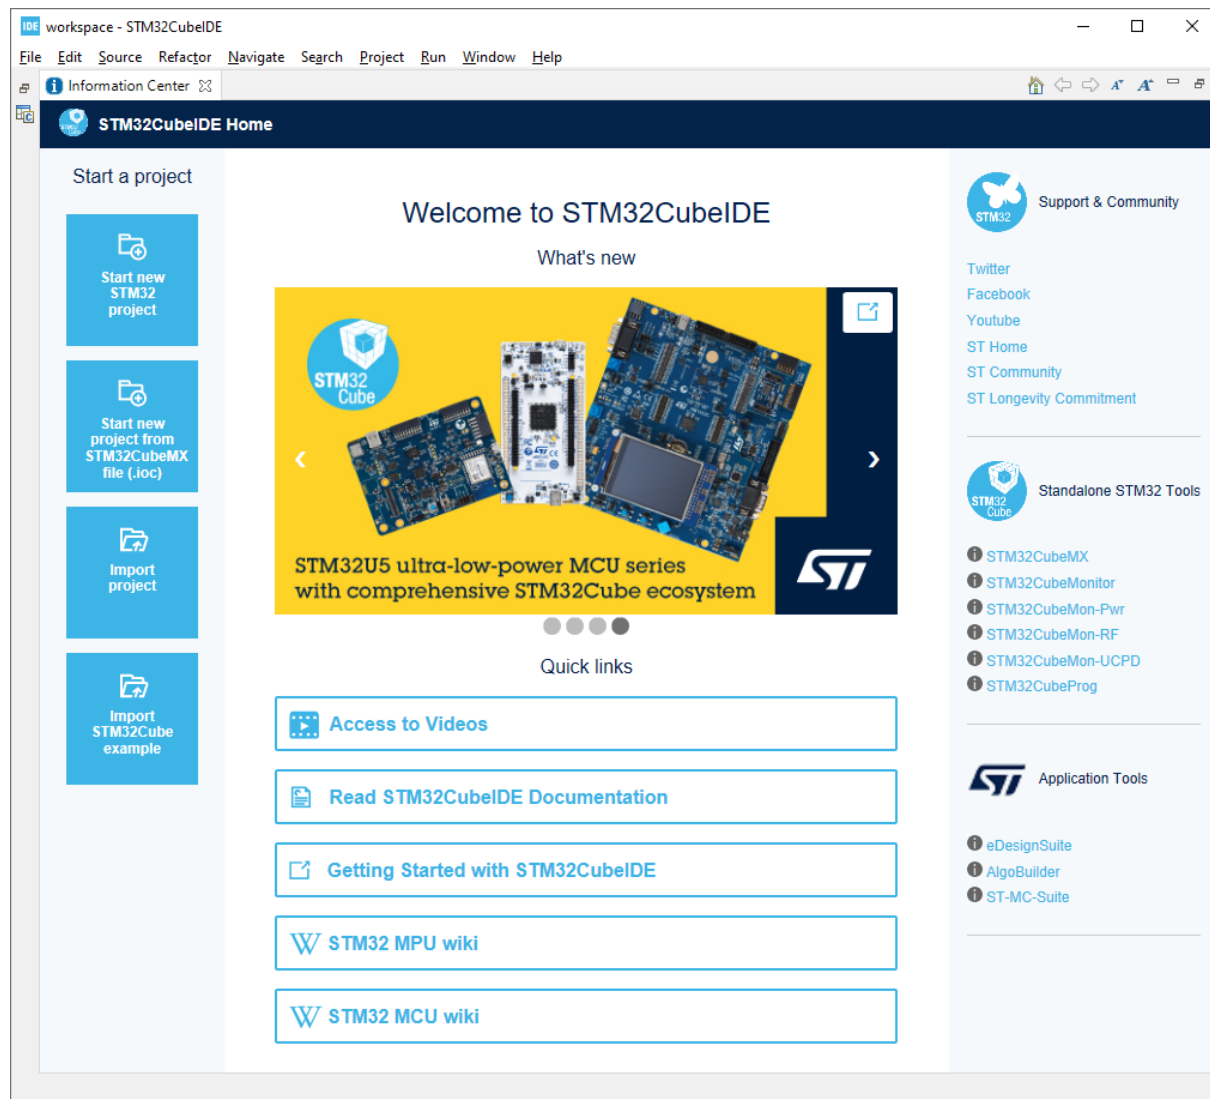 IDE workspace - STM32CubeIDE
File Edit Source Refactor Navigate Search Project Run Window Help
Information Center
STM32CubeIDE Home
Start a project
Start new
STM32
project
Start new
project from
STM32CubeMX
file (.ioc)
Import
project
Import
STM32Cube
example
Welcome to STM32CubeIDE
What's new
STM32
Cube
STM32U5 ultra-low-power MCU series
with comprehensive STM32Cube ecosystem
ST
Quick links
Access to Videos
Read STM32CubeIDE Documentation
Getting Started with STM32CubeIDE
W STM32 MPU wiki
W STM32 MCU wiki
STM32
Support & Community
Twitter
Facebook
Youtube
ST Home
ST Community
ST Longevity Commitment
STM32
Cube
Standalone STM32 Tools
STM32CubeMX
STM32CubeMonitor
STM32CubeMon-Pwr
STM32CubeMon-RF
STM32CubeMon-UCPD
STM32CubeProg
ST
Application Tools
eDesignSuite
AlgoBuilder
ST-MC-Suite